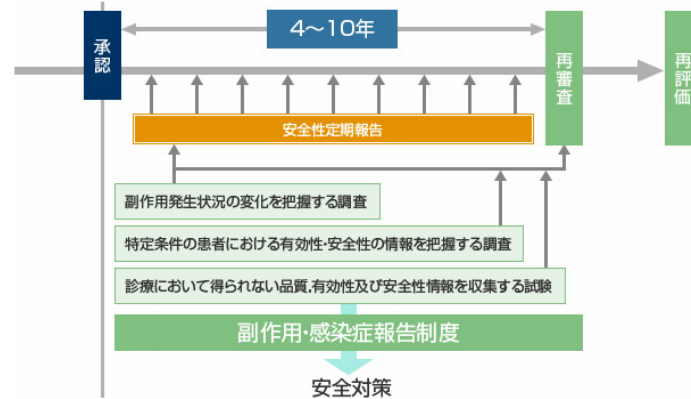 承認
4〜10年
再審査
再評価
安全性定期報告
副作用発生状況の変化を把握する調査
特定条件の患者における有効性・安全性の情報を把握する調査
診療において得られない品質,有効性及び安全性情報を収集する試験
副作用・感染症報告制度
安全対策